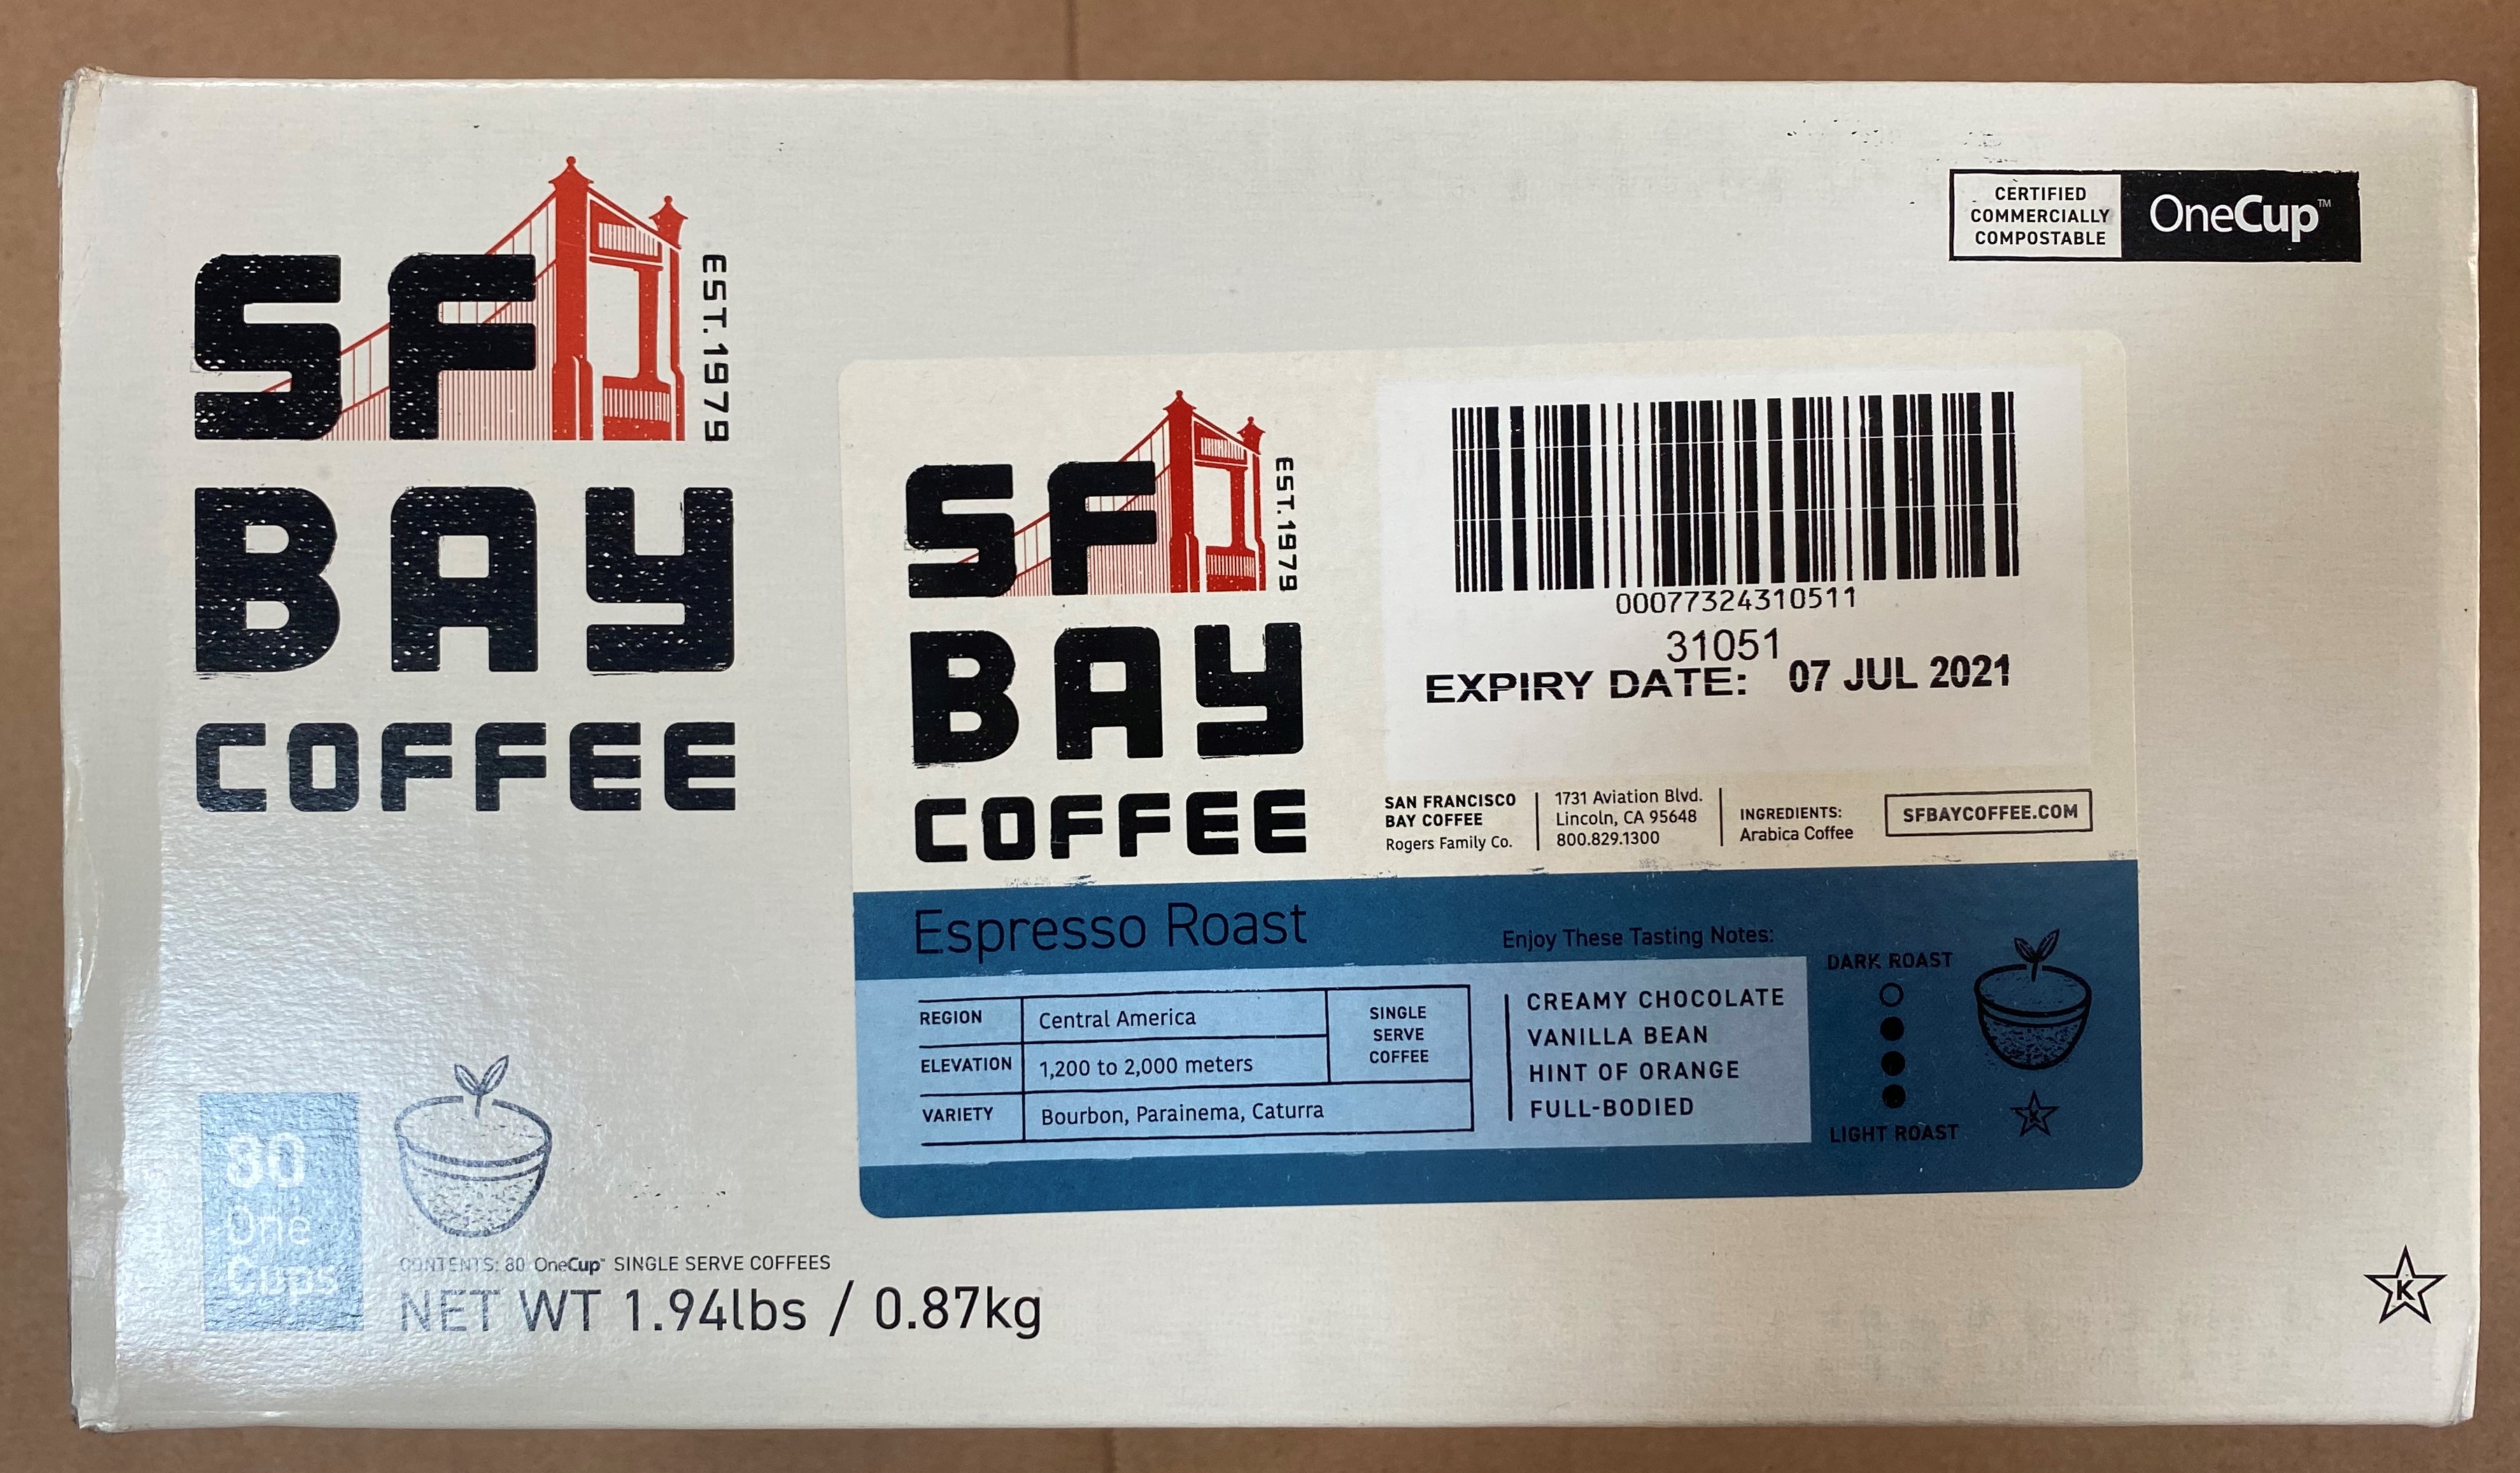 SF
EST. 1979
BAY
COFFEE
CERTIFIED
COMMERCIALLY
COMPOSTABLE
OneCup™
SF
EST. 1979
BAY
COFFEE
00077324310511
31051
EXPIRY DATE: 07 JUL 2021
SAN FRANCISCO
BAY COFFEE
Rogers Family Co.
1731 Aviation Blvd.
Lincoln, CA 95648
800.829.1300
INGREDIENTS:
Arabica Coffee
SFBAYCOFFEE.COM
Espresso Roast
REGION
Central America
ELEVATION
1,200 to 2,000 meters
VARIETY
Bourbon, Parainema, Caturra
SINGLE
SERVE
COFFEE
Enjoy These Tasting Notes:
CREAMY CHOCOLATE
VANILLA BEAN
HINT OF ORANGE
FULL-BODIED
DARK ROAST
LIGHT ROAST
K
80
One
Cups
CONTENTS: 80 OneCup™ SINGLE SERVE COFFEES
NET WT 1.94lbs / 0.87kg
K